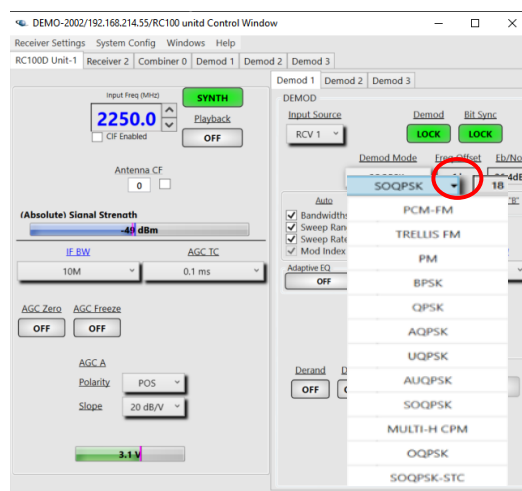 DEMO-2002/192.168.214.55/RC100 unitd Control Window
Receiver Settings System Config Windows Help
RC100D Unit-1 Receiver 2 Combiner 0 Demod 1 Demod 2 Demod 3
Input Freq (MHz)
SYNTH
2250.0
Playback
CIF Enabled
OFF
Antenna CF
0
(Absolute) Signal Strength
-49 dBm
IF BW AGC TC
10M 0.1 ms
AGC Zero AGC Freeze
OFF OFF
AGC A
Polarity POS
Slope 20 dB/V
3.1 V
Demod 1 Demod 2 Demod 3
DEMOD
Input Source Demod Bit Sync
RCV 1 LOCK LOCK
Demod Mode Freq Offset Eb/No
SOQPSK 18
Auto
Bandwidths
Sweep Rate
Mod Index
Adaptive EQ
OFF
Derand
OFF
PCM-FM
TRELLIS FM
PM
BPSK
QPSK
AQPSK
UQPSK
AUQPSK
SOQPSK
MULTI-H CPM
OQPSK
SOQPSK-STC